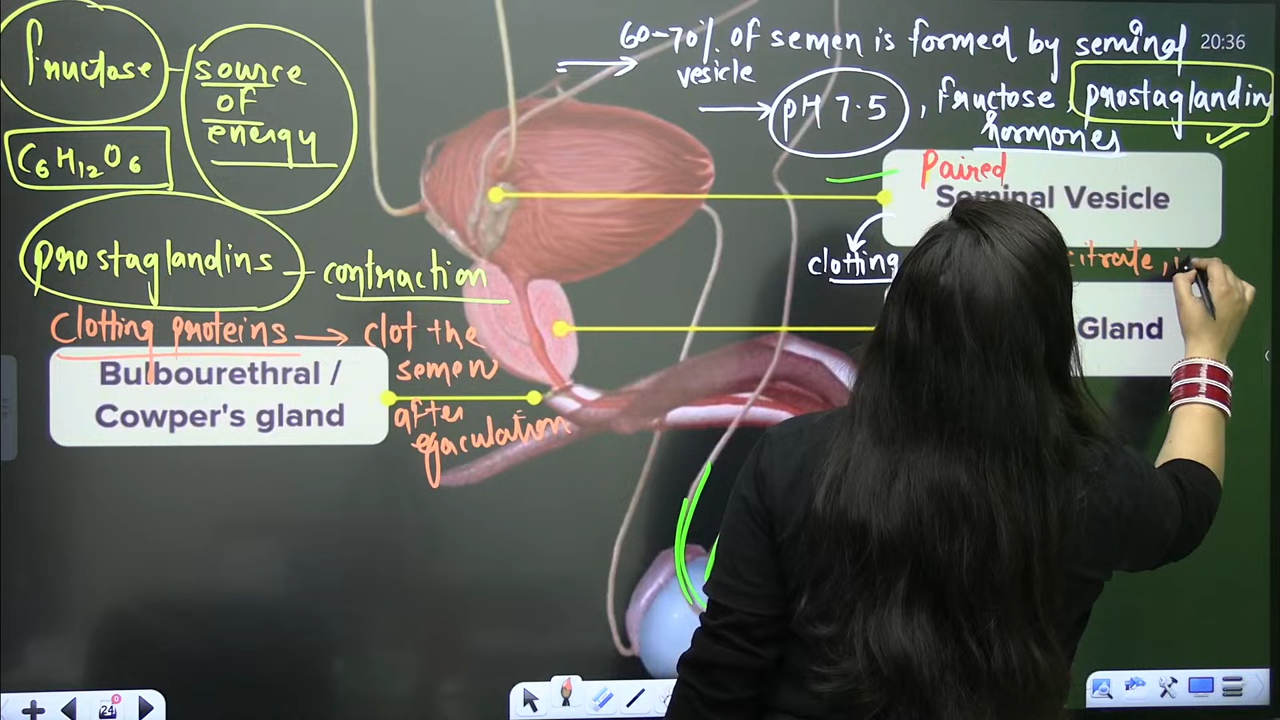 fructose - source
of
energy
C6H12O6
prostaglandins - contraction
Clotting proteins → clot the
semen
after
ejaculation
Bulbourethral /
Cowper's gland
→ 60-70% of semen is formed by seminal
vesicle
→ pH 7.5, fructose, prostaglandin
hormones
20:36
Paired
Seminal Vesicle
clotting
citrate,
Gland
24